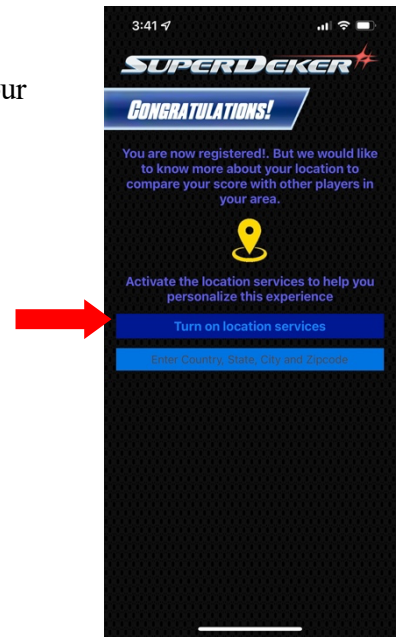 3:41
SUPERDEKER
ur
CONGRATULATIONS!
You are now registered!. But we would like
to know more about your location to
compare your score with other players in
your area.
Activate the location services to help you
personalize this experience
Turn on location services
Enter Country, State, City and Zipcode